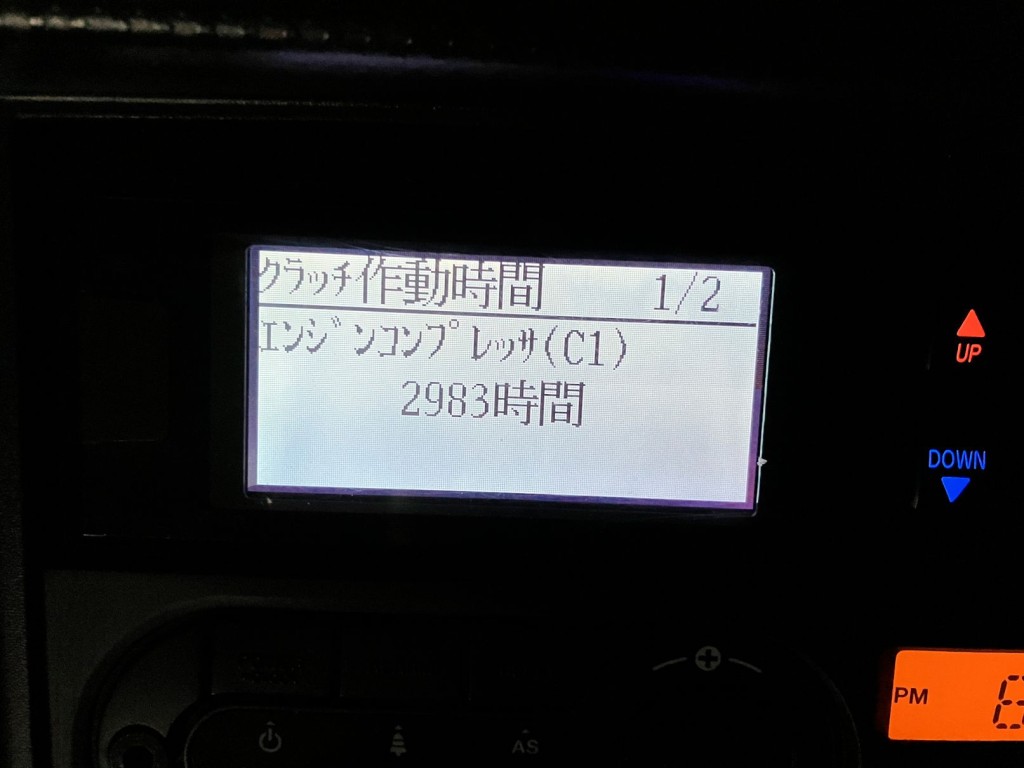 クラッチ作動時間 1/2
エンジンコンプレッサ(C1)
2983時間
UP
DOWN
PM
AS